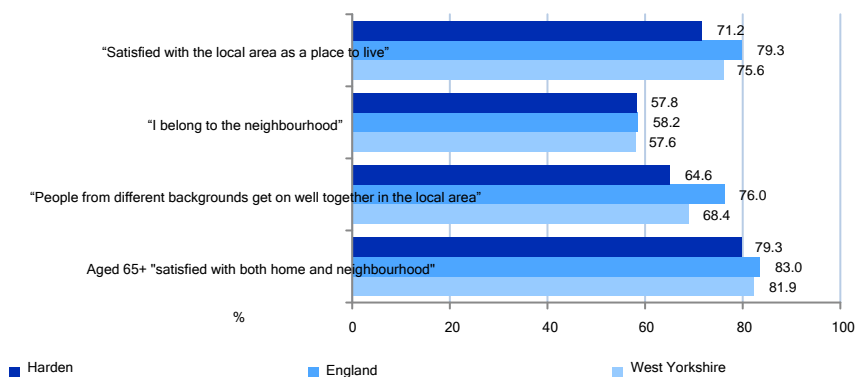 71.2
“Satisfied with the local area as a place to live” 79.3
75.6
57.8
“I belong to the neighbourhood” 58.2
57.6
64.6
“People from different backgrounds get on well together in the local area” 76.0
68.4
79.3
Aged 65+ "satisfied with both home and neighbourhood" 83.0
81.9
% 0 20 40 60 80 100
Harden England West Yorkshire